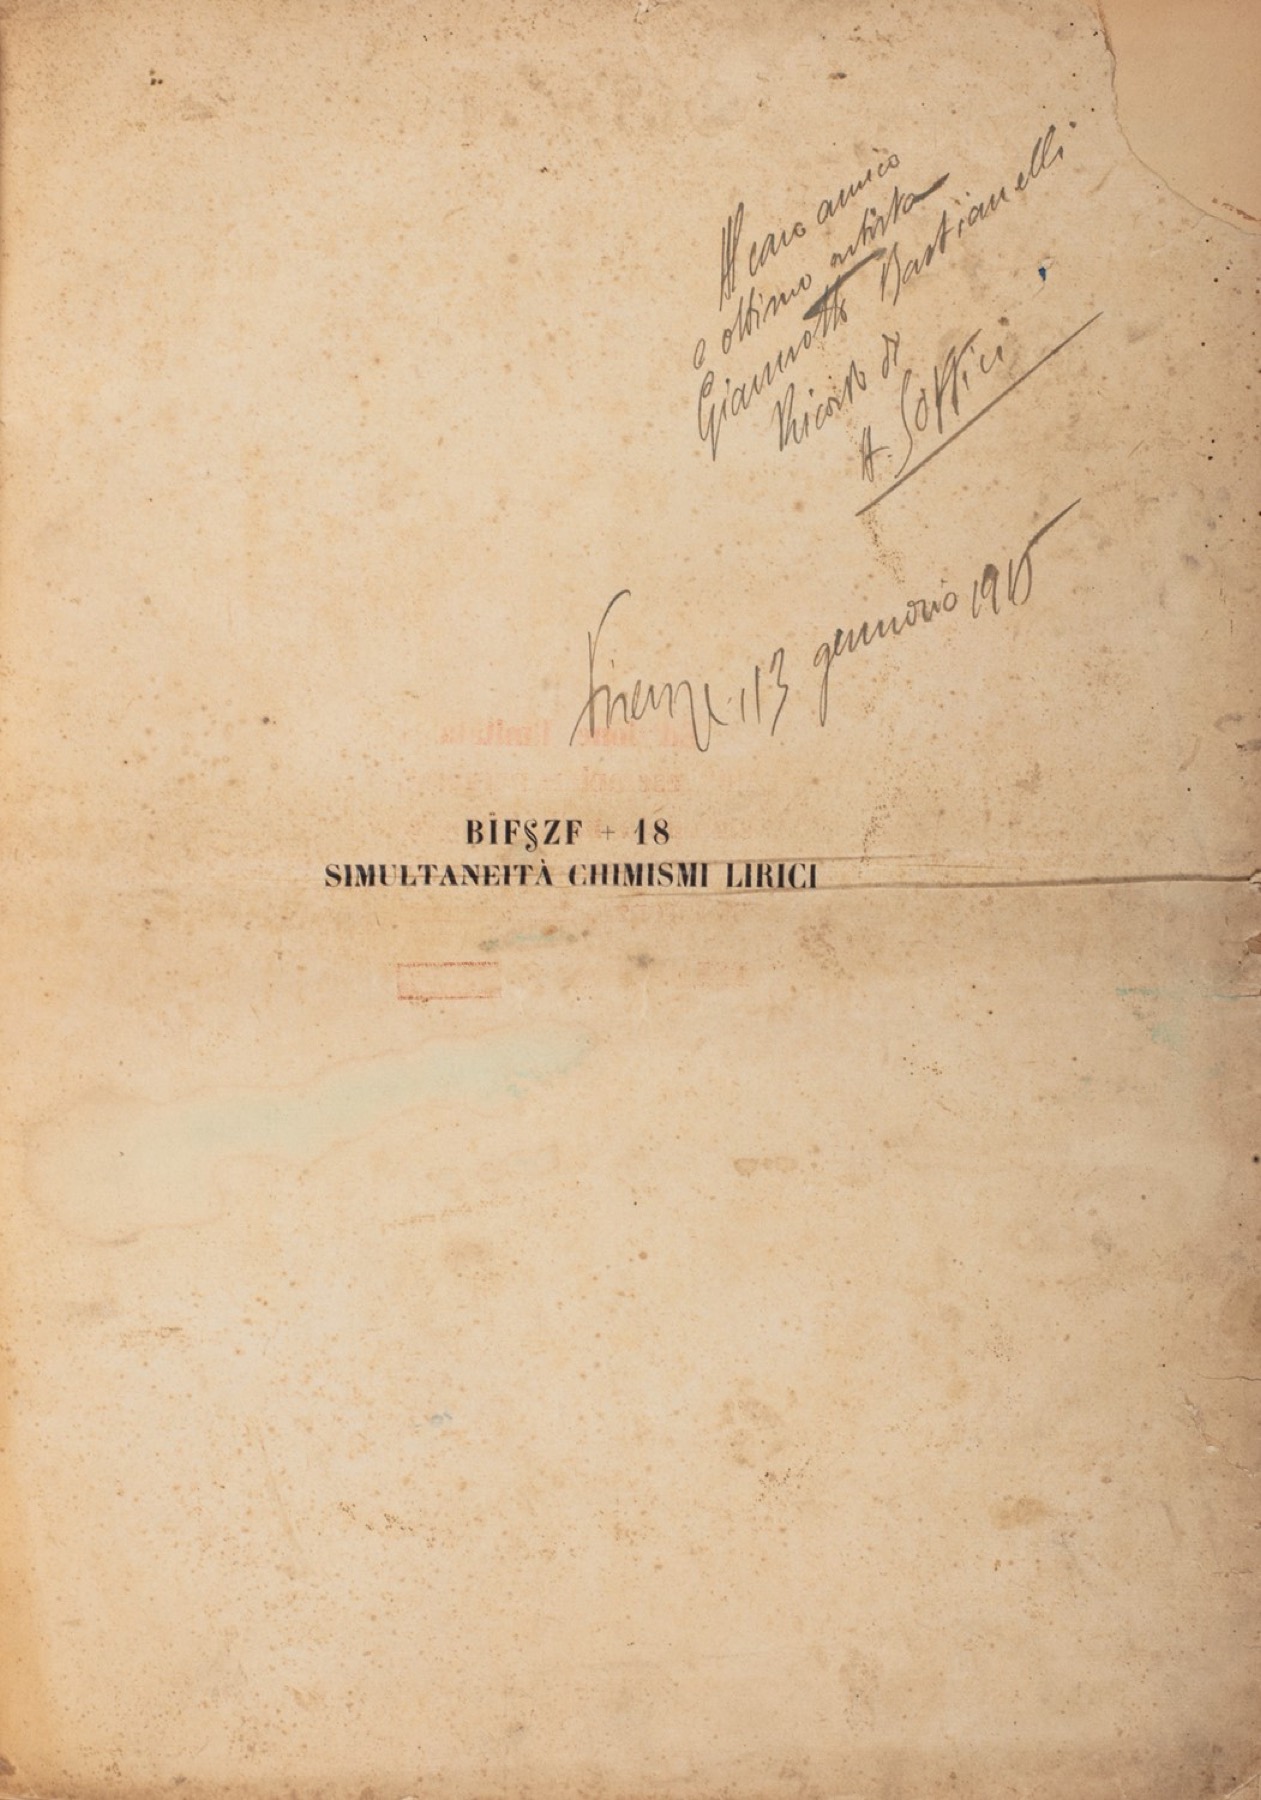 Al caro amico
e ottimo artista
Giannotto Bastianelli
Ricordo di
A. Soffici
Firenze, 13 gennaio 1915
BÏF§ZF + 18
SIMULTANEITÀ CHIMISMI LIRICI